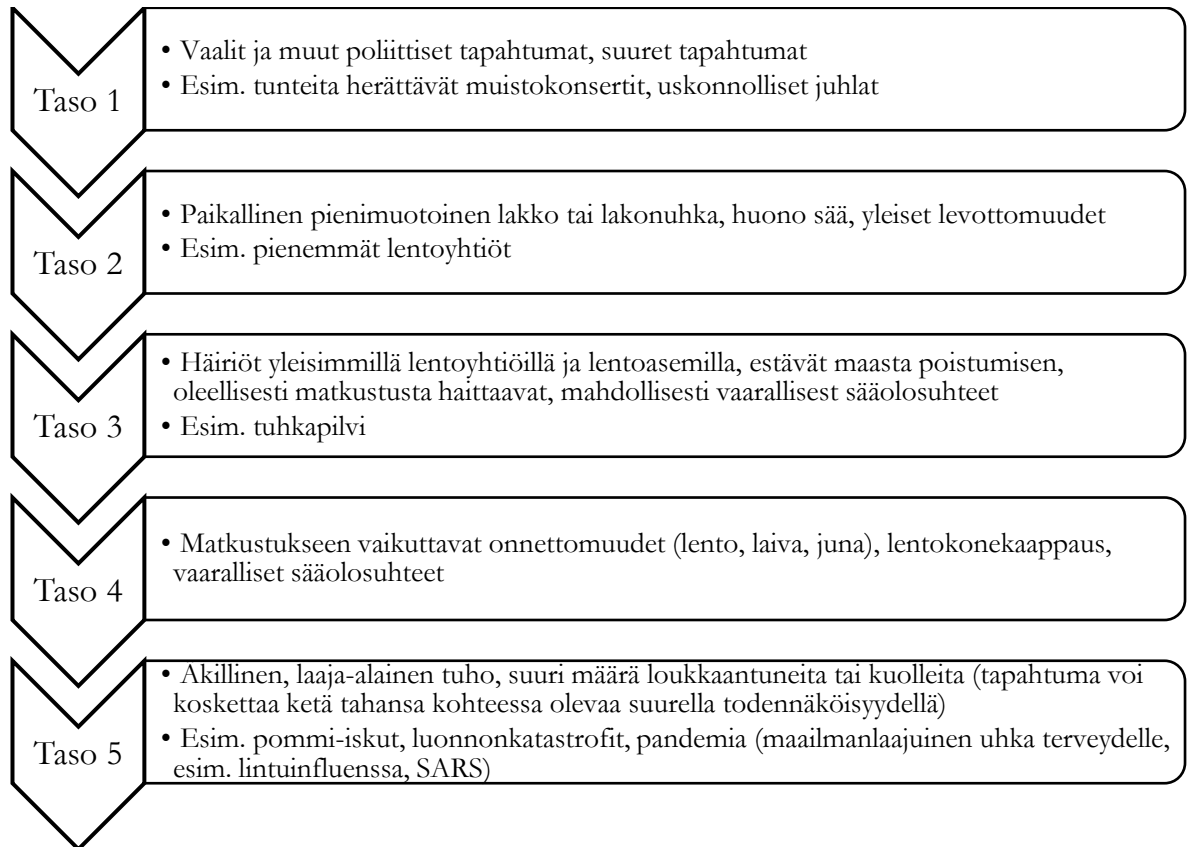 Taso 1
• Vaalit ja muut poliittiset tapahtumat, suuret tapahtumat
• Esim. tunteita herättävät muistokonsertit, uskonnolliset juhlat
Taso 2
• Paikallinen pienimuotoinen lakko tai lakonuhka, huono sää, yleiset levottomuudet
• Esim. pienemmät lentoyhtiöt
Taso 3
• Häiriöt yleisimmillä lentoyhtiöillä ja lentoasemilla, estävät maasta poistumisen,
oleellisesti matkustusta haittaavat, mahdollisesti vaarallisest sääolosuhteet
• Esim. tuhkapilvi
Taso 4
• Matkustukseen vaikuttavat onnettomuudet (lento, laiva, juna), lentokonekaappaus,
vaaralliset sääolosuhteet
Taso 5
• Akillinen, laaja-alainen tuho, suuri määrä loukkaantuneita tai kuolleita (tapahtuma voi
koskettaa ketä tahansa kohteessa olevaa suurella todennäköisyydellä)
• Esim. pommi-iskut, luonnonkatastrofit, pandemia (maailmanlaajuinen uhka terveydelle,
esim. lintuinfluenssa, SARS)